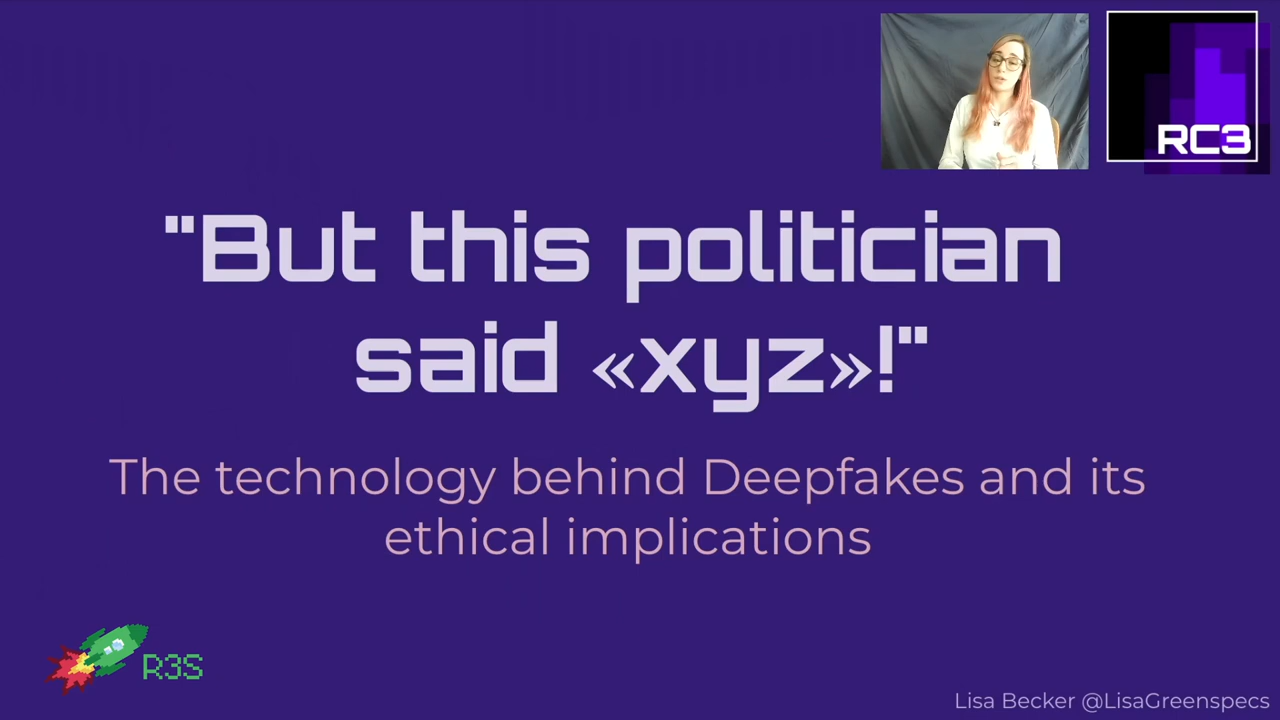 RC3
"But this politician
said «xyz»!"
The technology behind Deepfakes and its
ethical implications
R3S
Lisa Becker @LisaGreenspecs